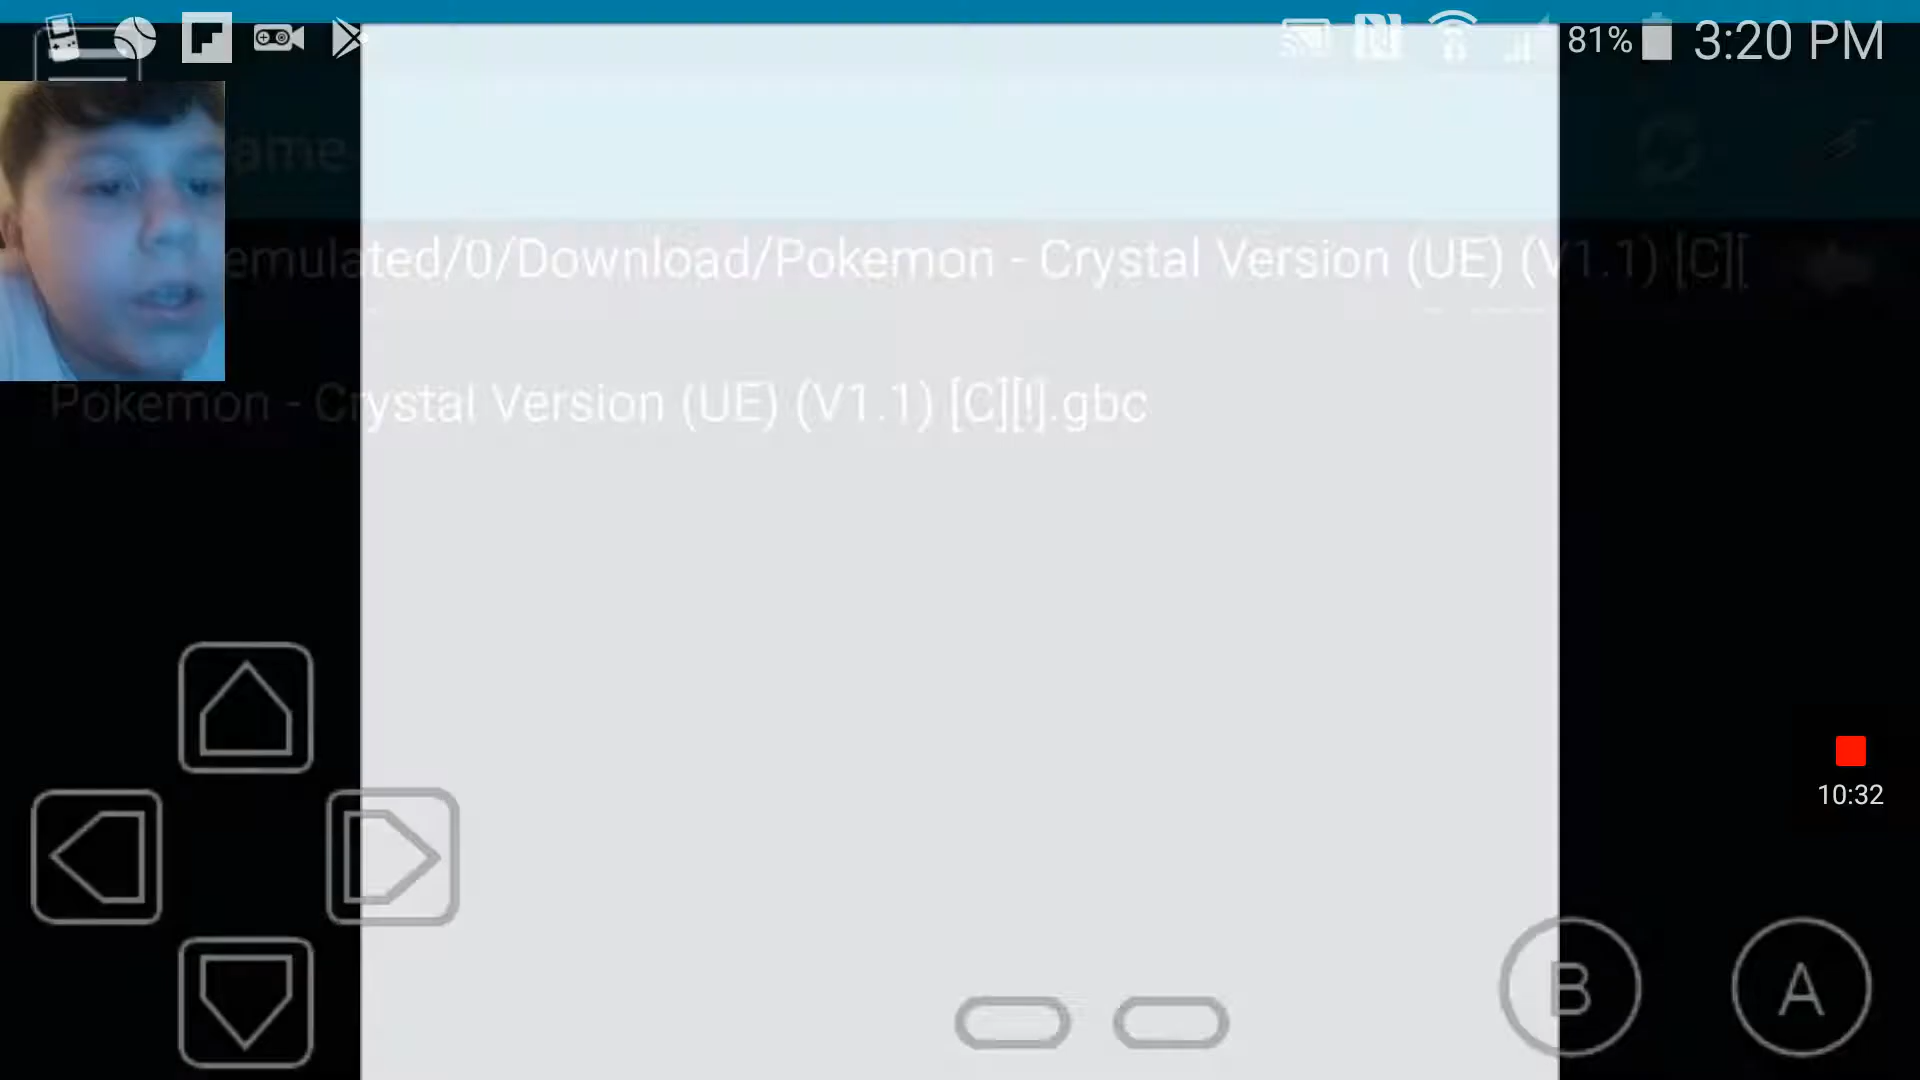 81% 3:20 PM
ame
emulated/0/Download/Pokemon - Crystal Version (UE) (V1.1) [C][
Pokemon - Crystal Version (UE) (V1.1) [C][!].gbc
10:32
B A